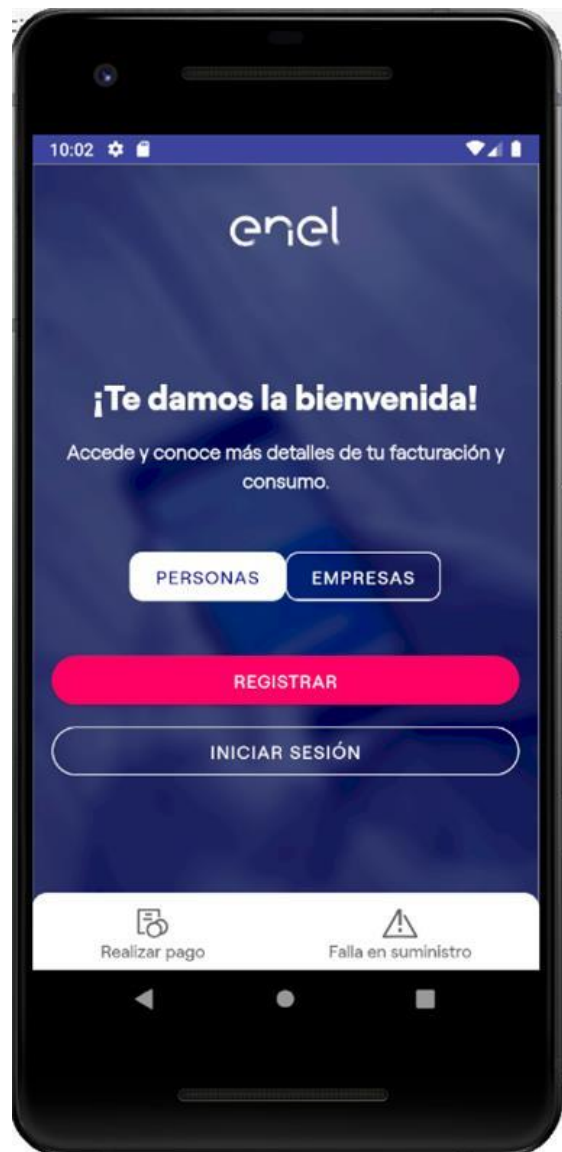 10:02
enel
¡Te damos la bienvenida!
Accede y conoce más detalles de tu facturación y
consumo.
PERSONAS
EMPRESAS
REGISTRAR
INICIAR SESIÓN
Realizar pago
Falla en suministro